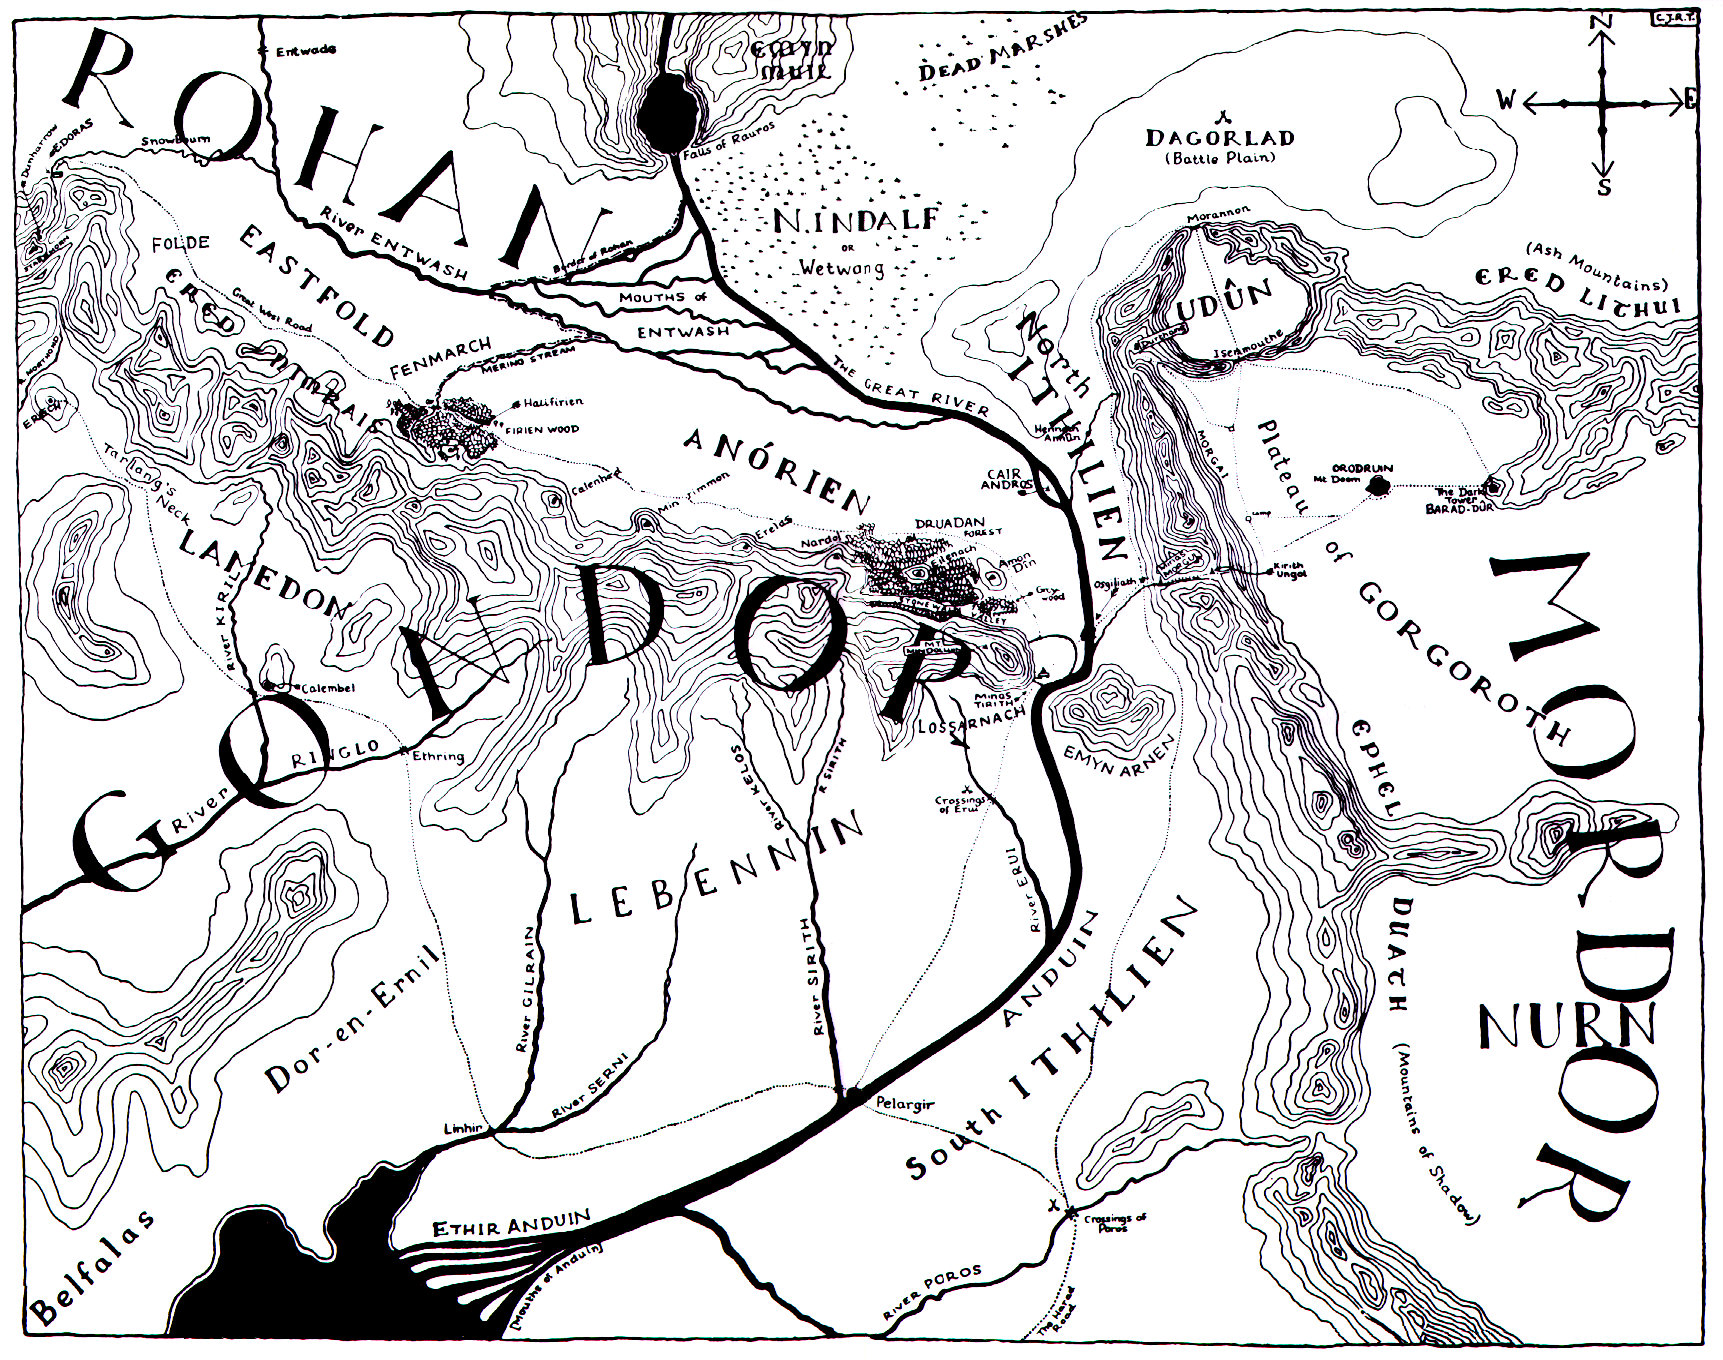 C.J.R.T.
N
W
E
S
ROHAN
Entwade
EMYN
MUIL
DEAD MARSHES
DAGORLAD
(Battle Plain)
Dunharrow
EDORAS
Snowbourn
Falls of Rauros
NINDALF
OR
Wetwang
Morannon
(Ash Mountains)
ERED LITHUI
STARKHORN
FOLDE
EASTFOLD
River ENTWASH
Border of Rohan
MOUTHS of
ENTWASH
UDÛN
Durthang
Isenmouthe
ERED NIMRAIS
Great West Road
FENMARCH
MERING STREAM
THE GREAT RIVER
North ITHILIEN
R. MORTHOND
ERECH
Halifirien
FIRIEN WOOD
Henneth
Annûn
MORGAI
Plateau of GORGOROTH
ORODRUIN
Mt Doom
The Dark
Tower
BARAD-DÛR
Tarlang's
Neck
ANÓRIEN
CAIR
ANDROS
Calenhad
Min-Rimmon
Erelas
Nardol
DRUADAN
FOREST
Eilenach
Amon
Dîn
Grey
wood
STONEWAIN
VALLEY
camp
MINAS
MORGUL
Kirith
Ungol
Osgiliath
LAMEDON
River KIRIL
GONDOR
MORDOR
MT
MINDOLLUIN
Minas
TIRITH
LOSSARNACH
Calembel
River RINGLO
Ethring
EMYN ARNEN
EPHEL DUATH (Mountains of Shadow)
River KELOS
R SIRITH
Crossings
of Erui
River ERUI
LEBENNIN
Dor-en-Ernil
River GILRAIN
River SIRITH
River SERNI
ANDUIN
South ITHILIEN
NURN
Linhir
Pelargir
Belfalas
ETHIR ANDUIN
(Mouths of Anduin)
Crossings of
Poros
RIVER POROS
The Harad
Road